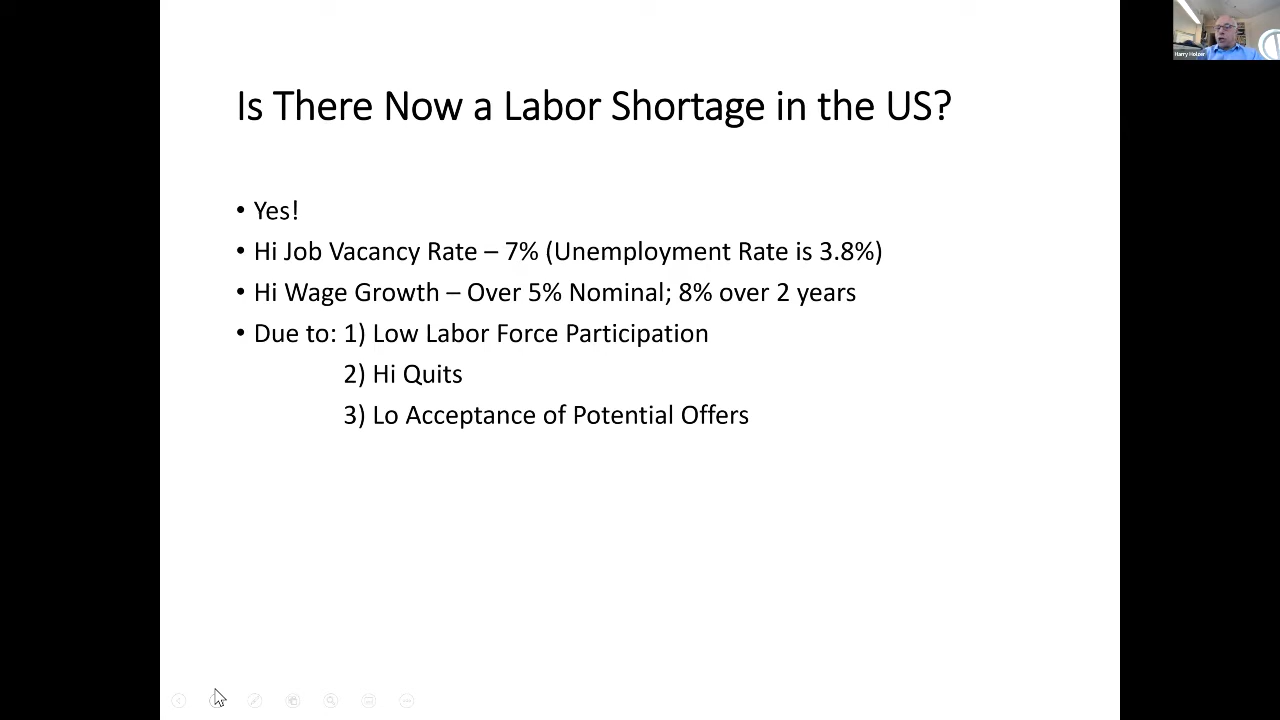 Harry Holzer
Is There Now a Labor Shortage in the US?
• Yes!
• Hi Job Vacancy Rate – 7% (Unemployment Rate is 3.8%)
• Hi Wage Growth – Over 5% Nominal; 8% over 2 years
• Due to: 1) Low Labor Force Participation
2) Hi Quits
3) Lo Acceptance of Potential Offers